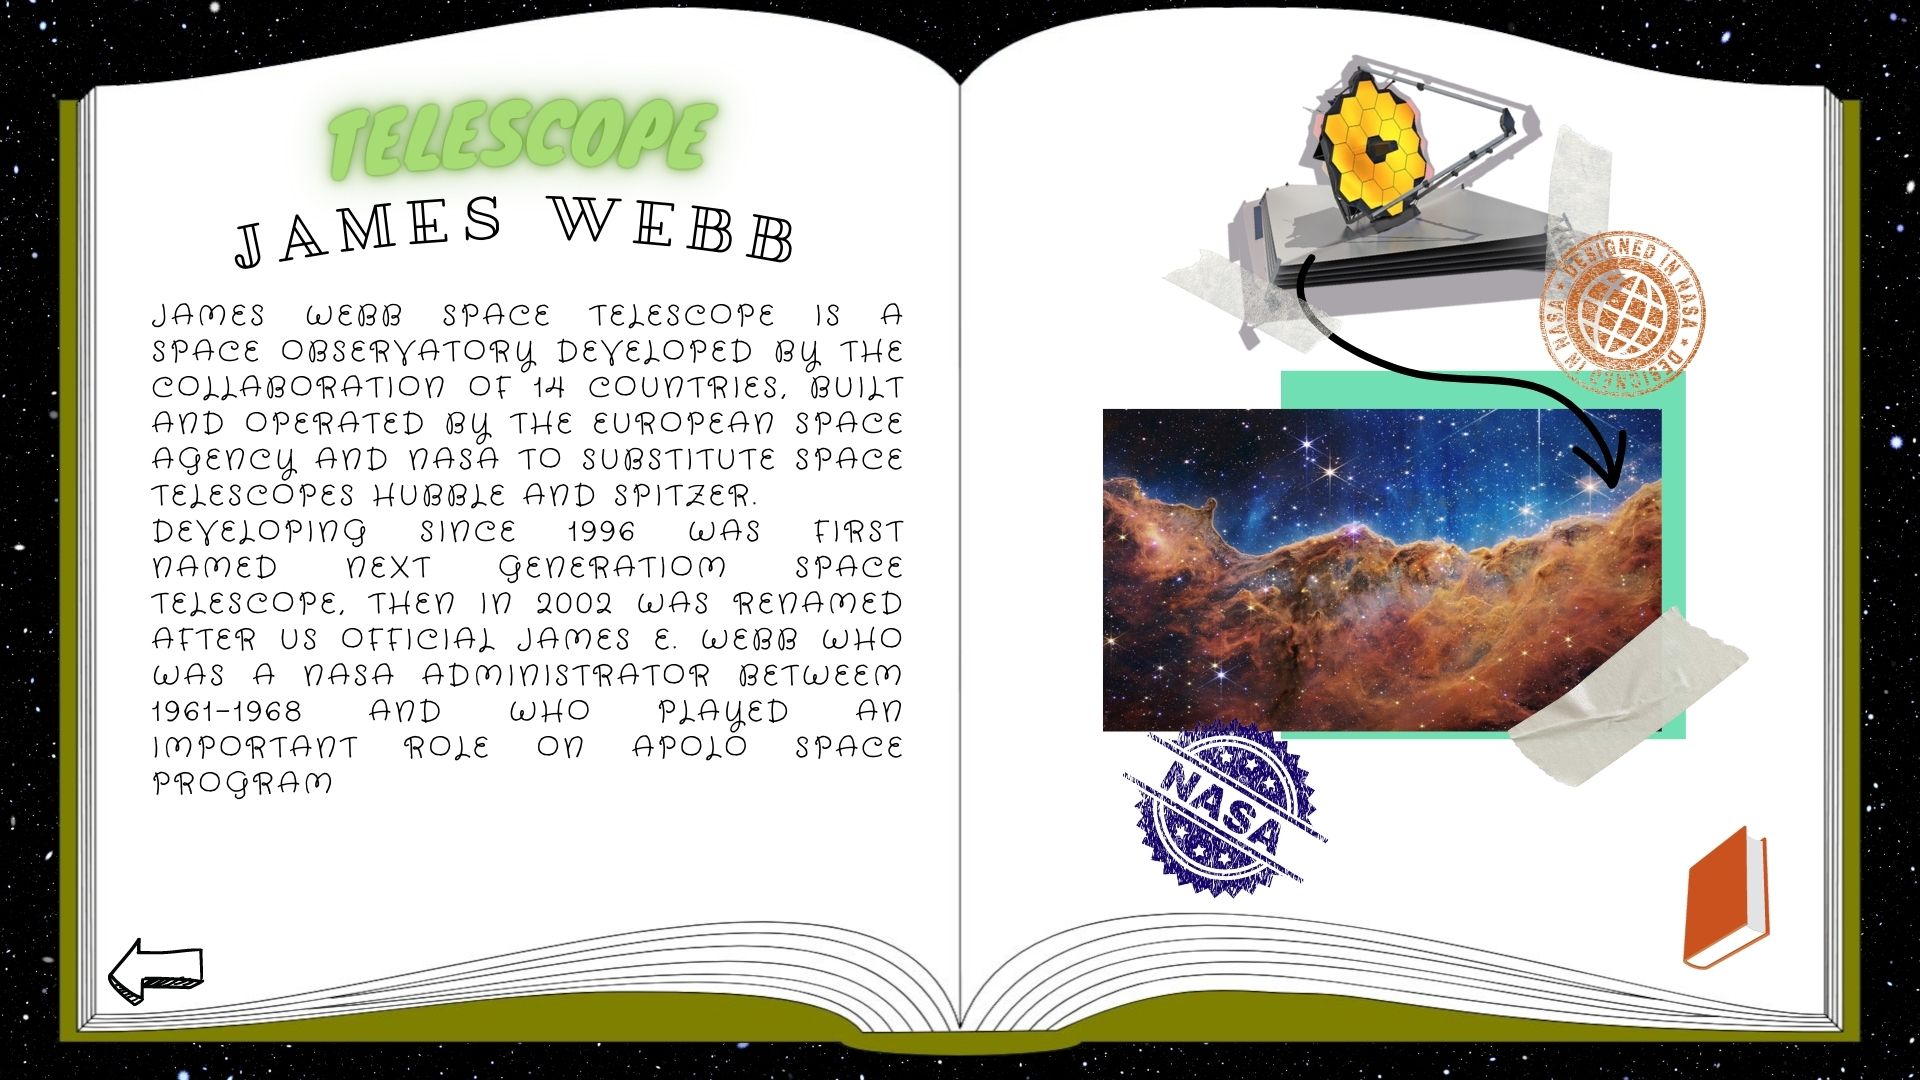 TELESCOPE
JAMES WEBB
JAMES WEBB SPACE TELESCOPE IS A
SPACE OBSERVATORY DEVELOPED BY THE
COLLABORATION OF 14 COUNTRIES, BUILT
AND OPERATED BY THE EUROPEAN SPACE
AGENCY AND NASA TO SUBSTITUTE SPACE
TELESCOPES HUBBLE AND SPITZER.
DEVELOPING SINCE 1996 WAS FIRST
NAMED NEXT GENERATIOM SPACE
TELESCOPE, THEN IN 2002 WAS RENAMED
AFTER US OFFICIAL JAMES E. WEBB WHO
WAS A NASA ADMINISTRATOR BETWEEM
1961-1968 AND WHO PLAYED AN
IMPORTANT ROLE ON APOLO SPACE
PROGRAM
DESIGNED IN NASA
DESIGNED IN NASA
NASA